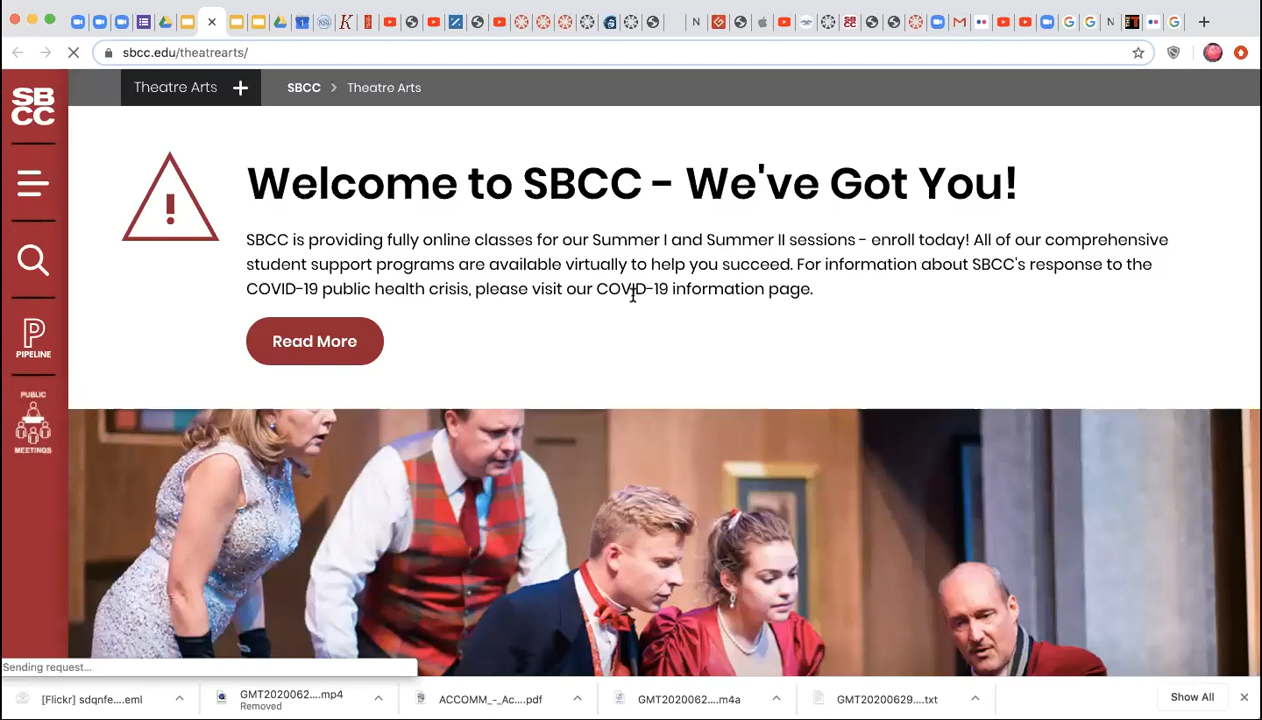 sbcc.edu/theatrearts/
Theatre Arts +
SBCC > Theatre Arts
SB
CC
PIPELINE
PUBLIC
MEETINGS
Welcome to SBCC - We've Got You!
SBCC is providing fully online classes for our Summer I and Summer II sessions - enroll today! All of our comprehensive
student support programs are available virtually to help you succeed. For information about SBCC's response to the
COVID-19 public health crisis, please visit our COVID-19 information page.
Read More
Sending request...
[Flickr] sdqnfe....eml
GMT2020062....mp4
Removed
ACCOMM_-_Ac....pdf
GMT2020062....m4a
GMT20200629....txt
Show All